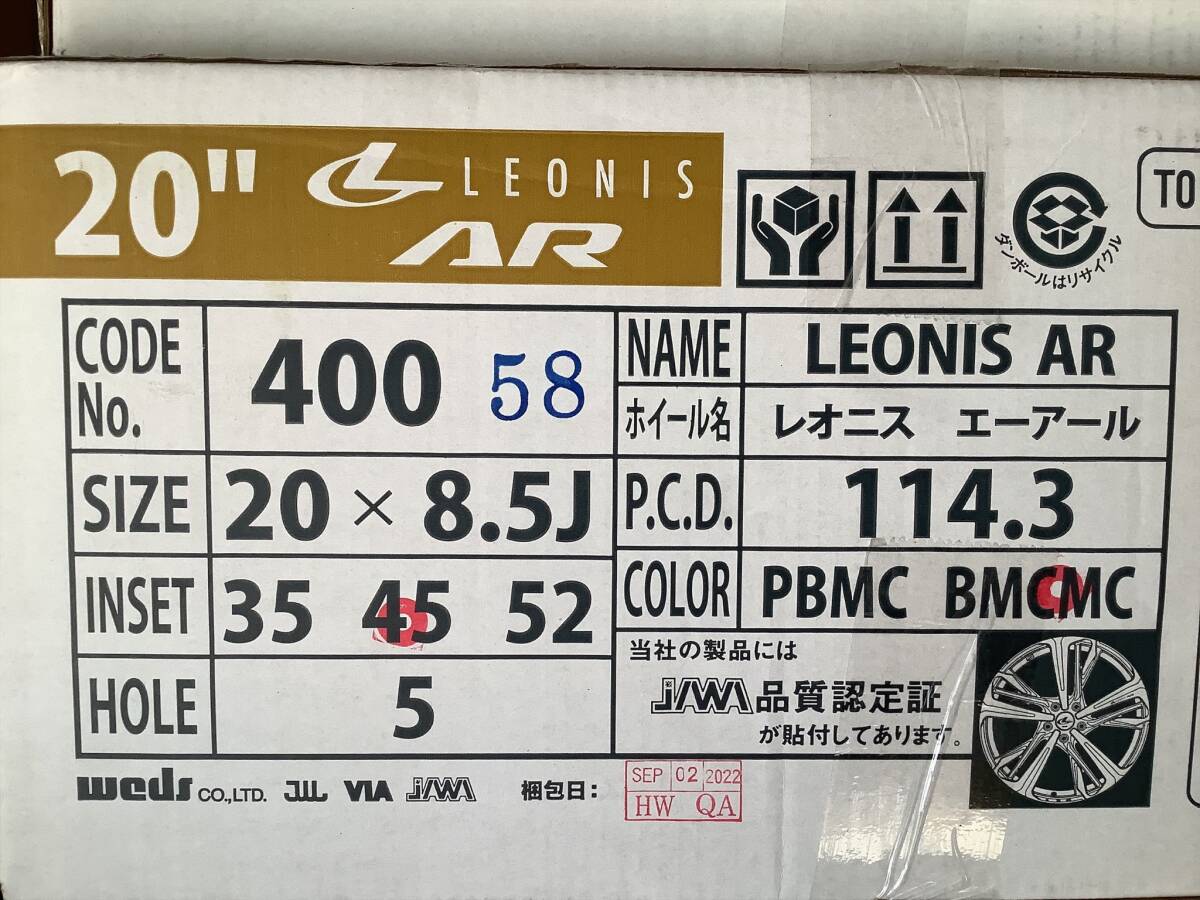 20" LEONIS
AR
ダンボールはリサイクル
TO
CODE No. 400 58
SIZE 20 × 8.5J
INSET 35 45 52
HOLE 5
NAME LEONIS AR
ホイール名 レオニス エーアール
P.C.D. 114.3
COLOR PBMC BMCMC
当社の製品には
JAWA 品質認定証
が貼付してあります。
weds CO.,LTD. JWL VIA JAWA 梱包日:
SEP 02 2022
HW QA